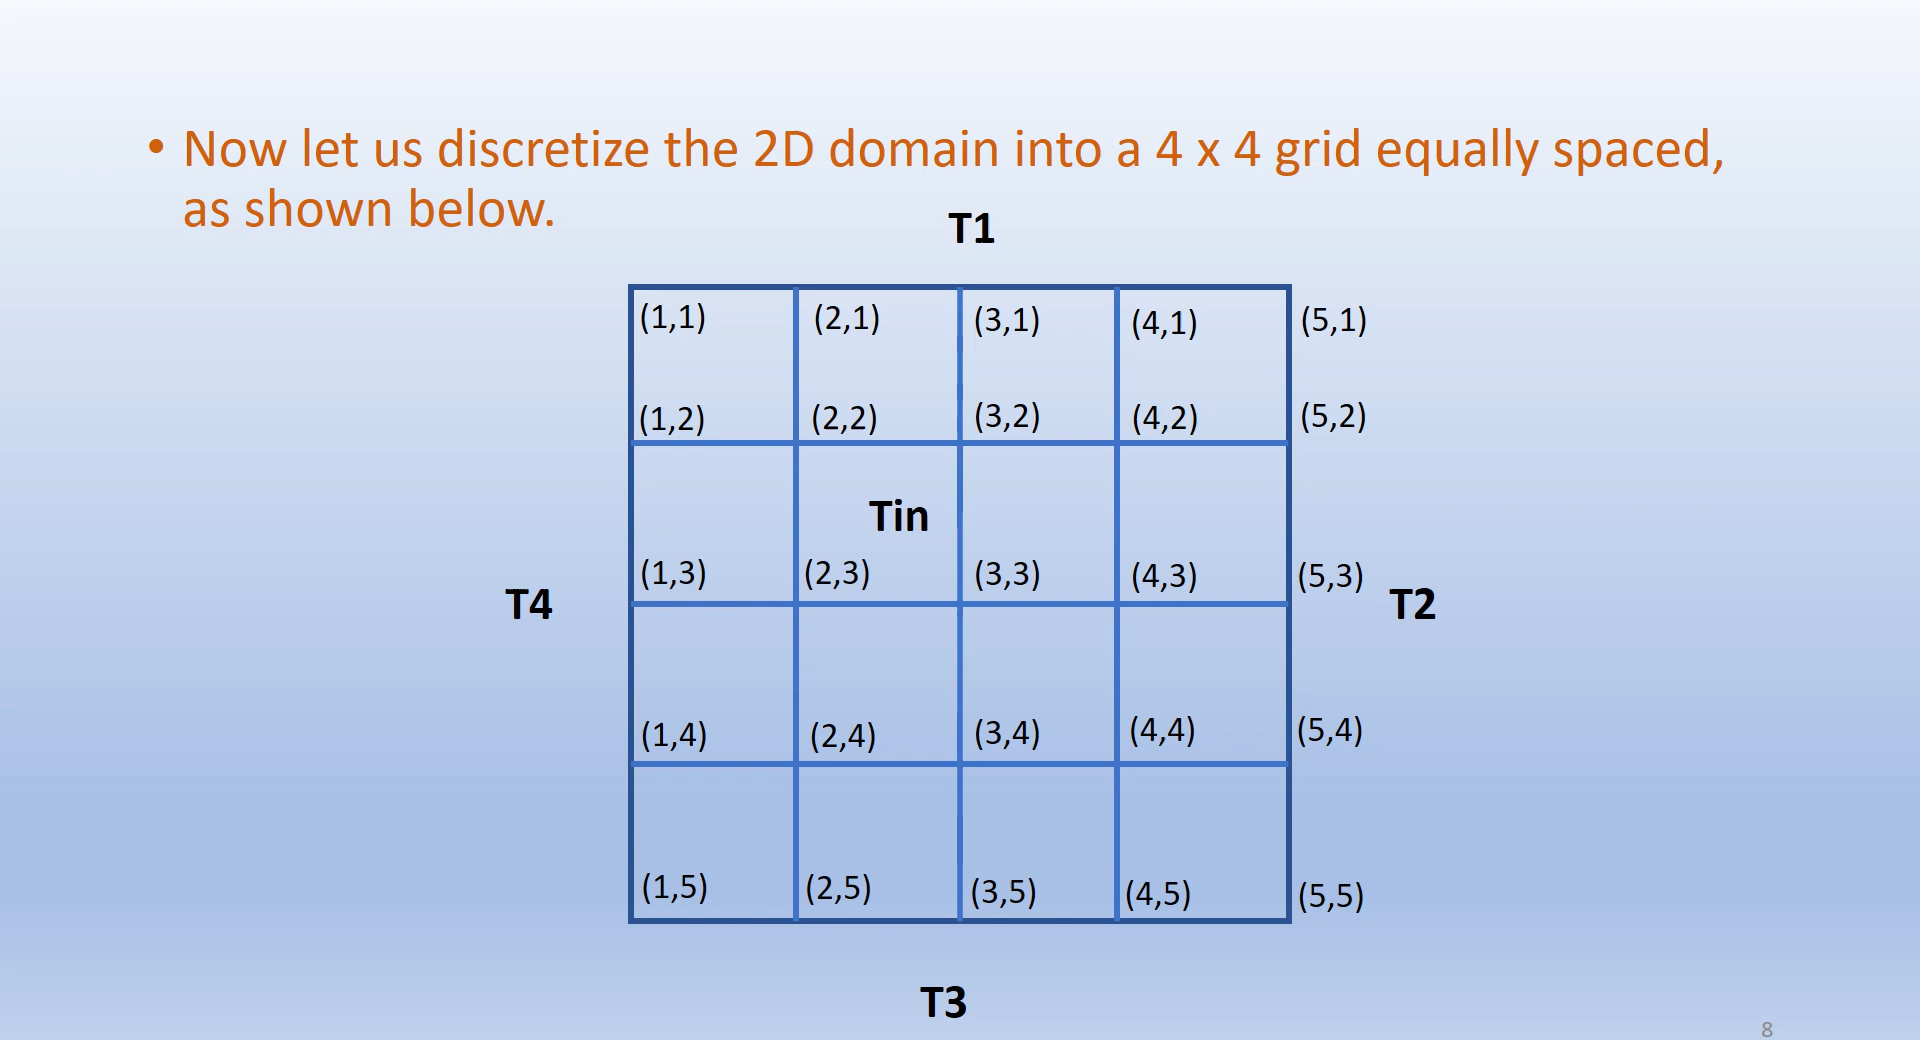 • Now let us discretize the 2D domain into a 4 x 4 grid equally spaced,
as shown below.
T1
(1,1) (2,1) (3,1) (4,1) (5,1)
(1,2) (2,2) (3,2) (4,2) (5,2)
Tin
(1,3) (2,3) (3,3) (4,3) (5,3)
T4 T2
(1,4) (2,4) (3,4) (4,4) (5,4)
(1,5) (2,5) (3,5) (4,5) (5,5)
T3
8